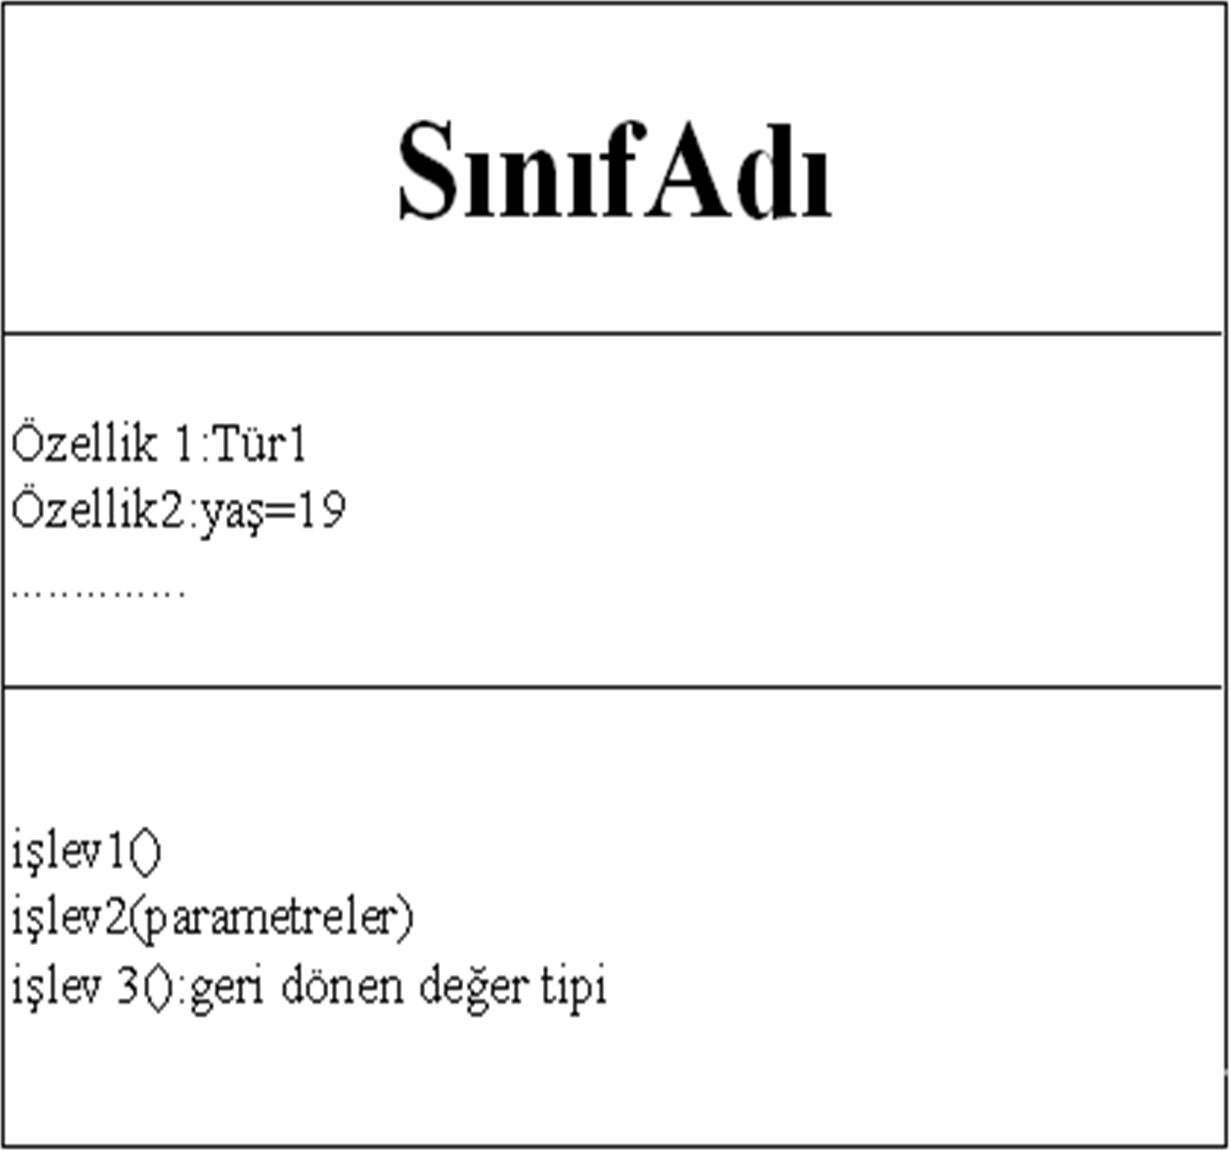 SınıfAdı
Özellik 1:Tür1
Özellik2:yaş=19
..............
işlev1()
işlev2(parametreler)
işlev 3():geri dönen değer tipi